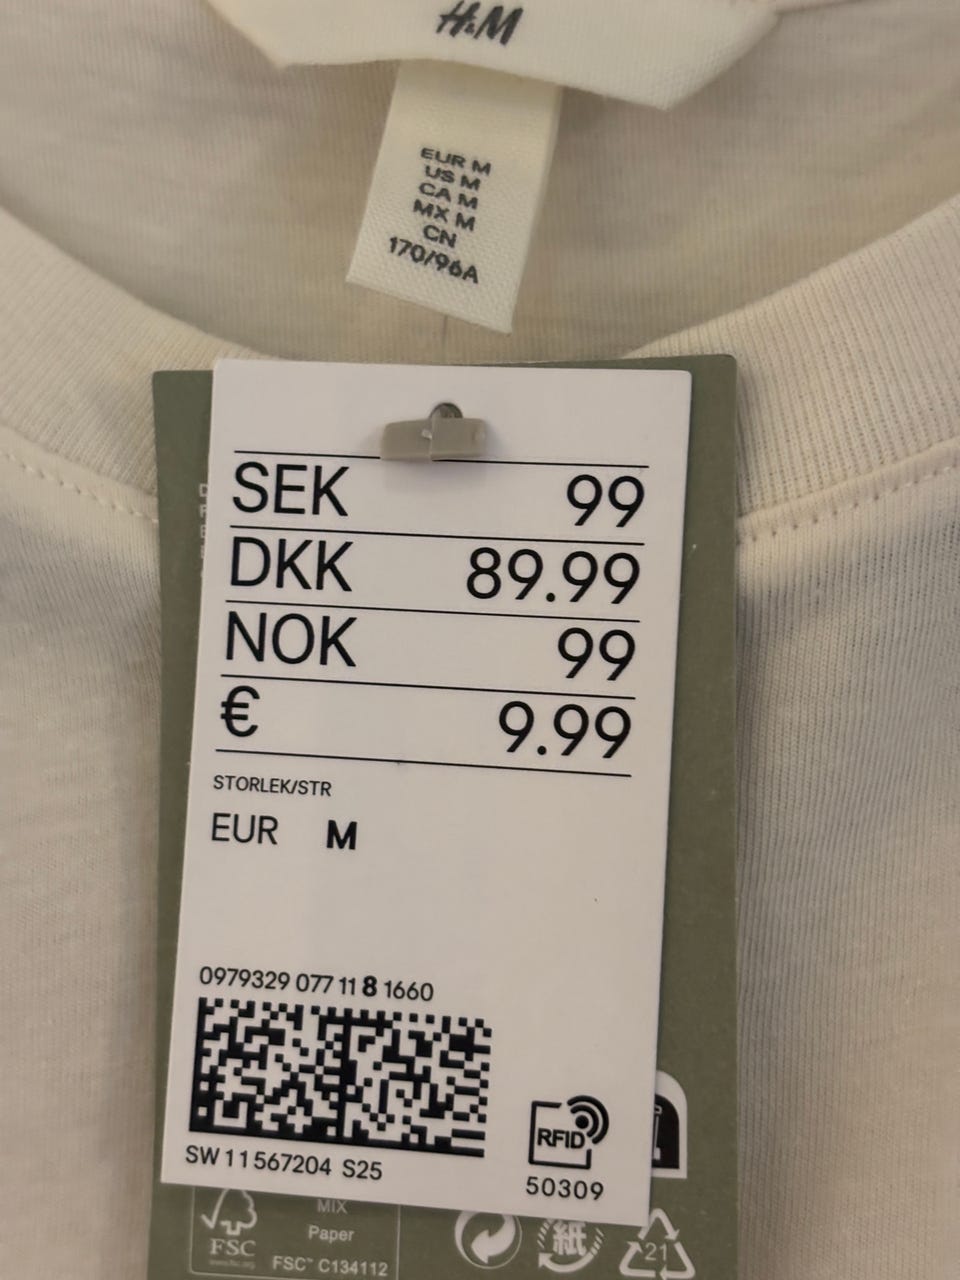 H&M
EUR M
US M
CA M
MX M
CN
170/96A
SEK 99
DKK 89.99
NOK 99
€ 9.99
STORLEK/STR
EUR M
0979329 077 11 8 1660
RFID
SW 11567204 S25
50309
MIX
Paper
FSC
FSC™ C134112
紙
21